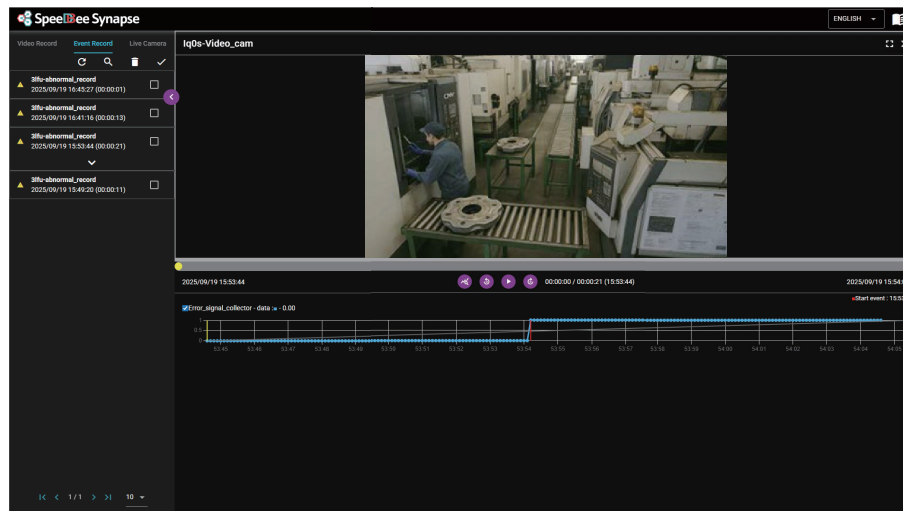 SpeeDBee Synapse
ENGLISH
Video Record
Event Record
Live Camera
Iq0s-Video_cam
3lfu-abnormal_record
2025/09/19 16:45:27 (00:00:01)
3lfu-abnormal_record
2025/09/19 16:41:16 (00:00:13)
3lfu-abnormal_record
2025/09/19 15:53:44 (00:00:21)
3lfu-abnormal_record
2025/09/19 15:49:20 (00:00:11)
2025/09/19 15:53:44
00:00:00 / 00:00:21 (15:53:44)
2025/09/19 15:54:
Start event : 15:53
Error_signal_collector - data :
- 0.00
1
0.5
0
53:45 53:46 53:47 53:48 53:49 53:50 53:51 53:52 53:53 53:54 53:55 53:56 53:57 53:58 53:59 54:00 54:01 54:02 54:03 54:04 54:05
1 / 1
10